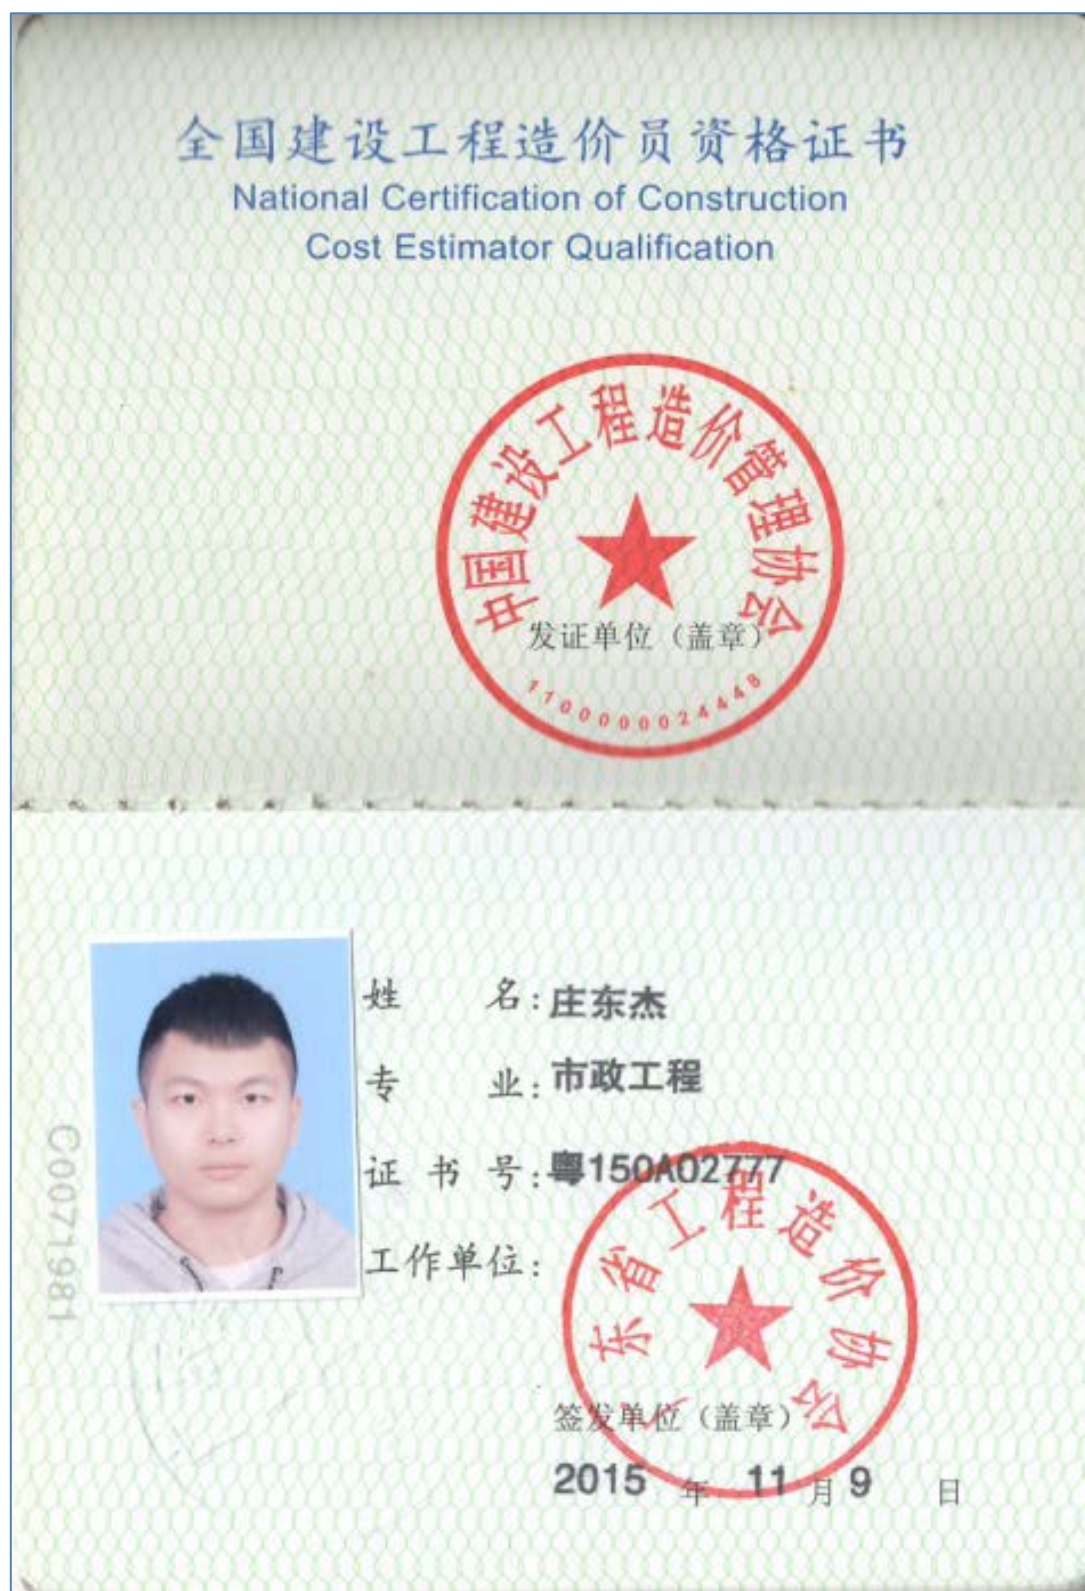 全国建设工程造价员资格证书
National Certification of Construction
Cost Estimator Qualification
中国建设工程造价管理协会
发证单位（盖章）
1100000024448
姓 名：庄东杰
专 业：市政工程
证 书 号：粤150A02777
工作单位：
广东省工程造价协会
签发单位（盖章）
2015 年 11 月 9 日
C0071981